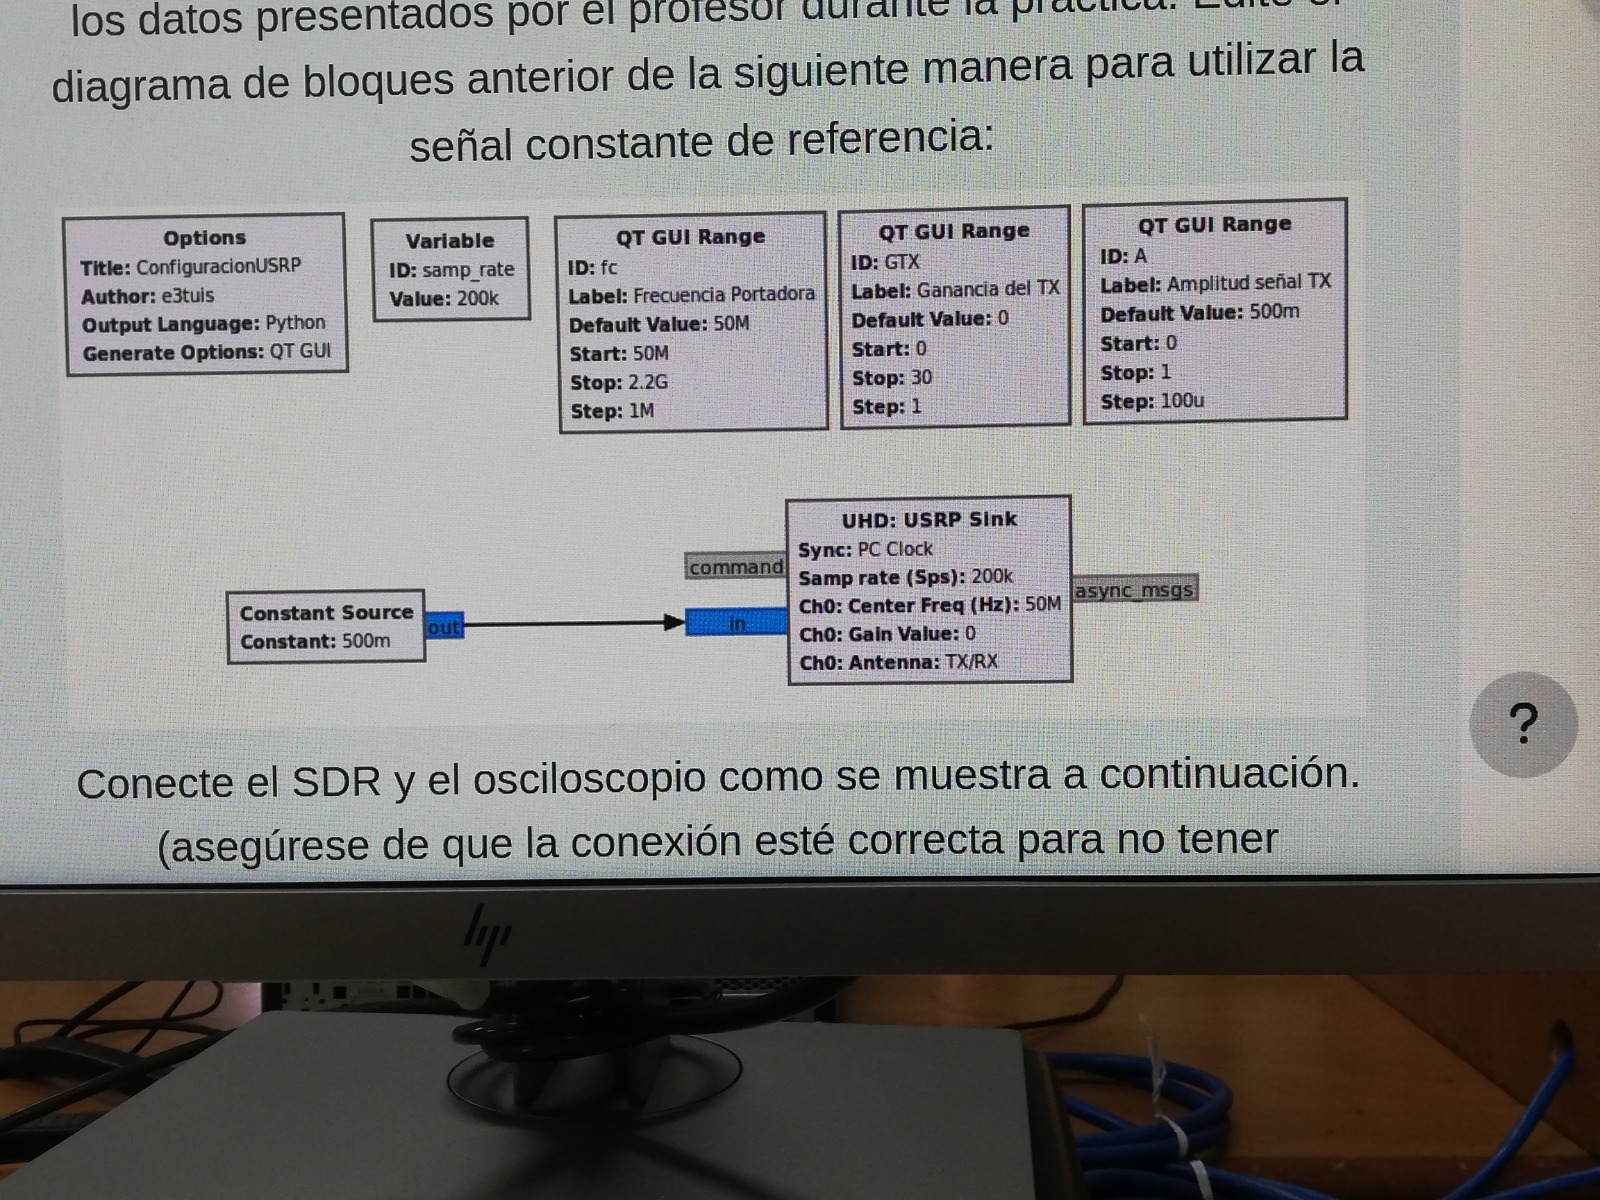 los datos presentados por el profesor durante la práctica. Edite el
diagrama de bloques anterior de la siguiente manera para utilizar la
señal constante de referencia:
Options
Title: ConfiguracionUSRP
Author: e3tuis
Output Language: Python
Generate Options: QT GUI
Variable
ID: samp_rate
Value: 200k
QT GUI Range
ID: fc
Label: Frecuencia Portadora
Default Value: 50M
Start: 50M
Stop: 2.2G
Step: 1M
QT GUI Range
ID: GTX
Label: Ganancia del TX
Default Value: 0
Start: 0
Stop: 30
Step: 1
QT GUI Range
ID: A
Label: Amplitud señal TX
Default Value: 500m
Start: 0
Stop: 1
Step: 100u
Constant Source
Constant: 500m
out
command
in
UHD: USRP Sink
Sync: PC Clock
Samp rate (Sps): 200k
Ch0: Center Freq (Hz): 50M
Ch0: Gain Value: 0
Ch0: Antenna: TX/RX
async_msgs
?
Conecte el SDR y el osciloscopio como se muestra a continuación.
(asegúrese de que la conexión esté correcta para no tener
hp